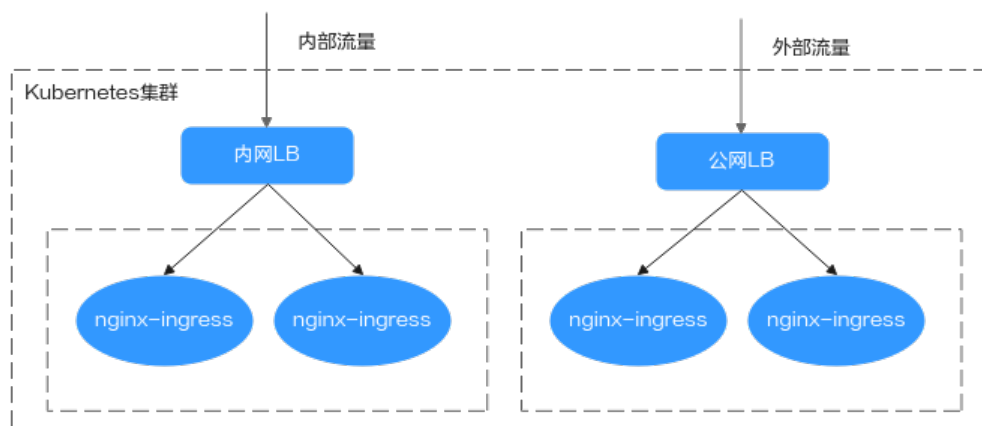 内部流量
外部流量
Kubernetes集群
内网LB
公网LB
nginx-ingress
nginx-ingress
nginx-ingress
nginx-ingress